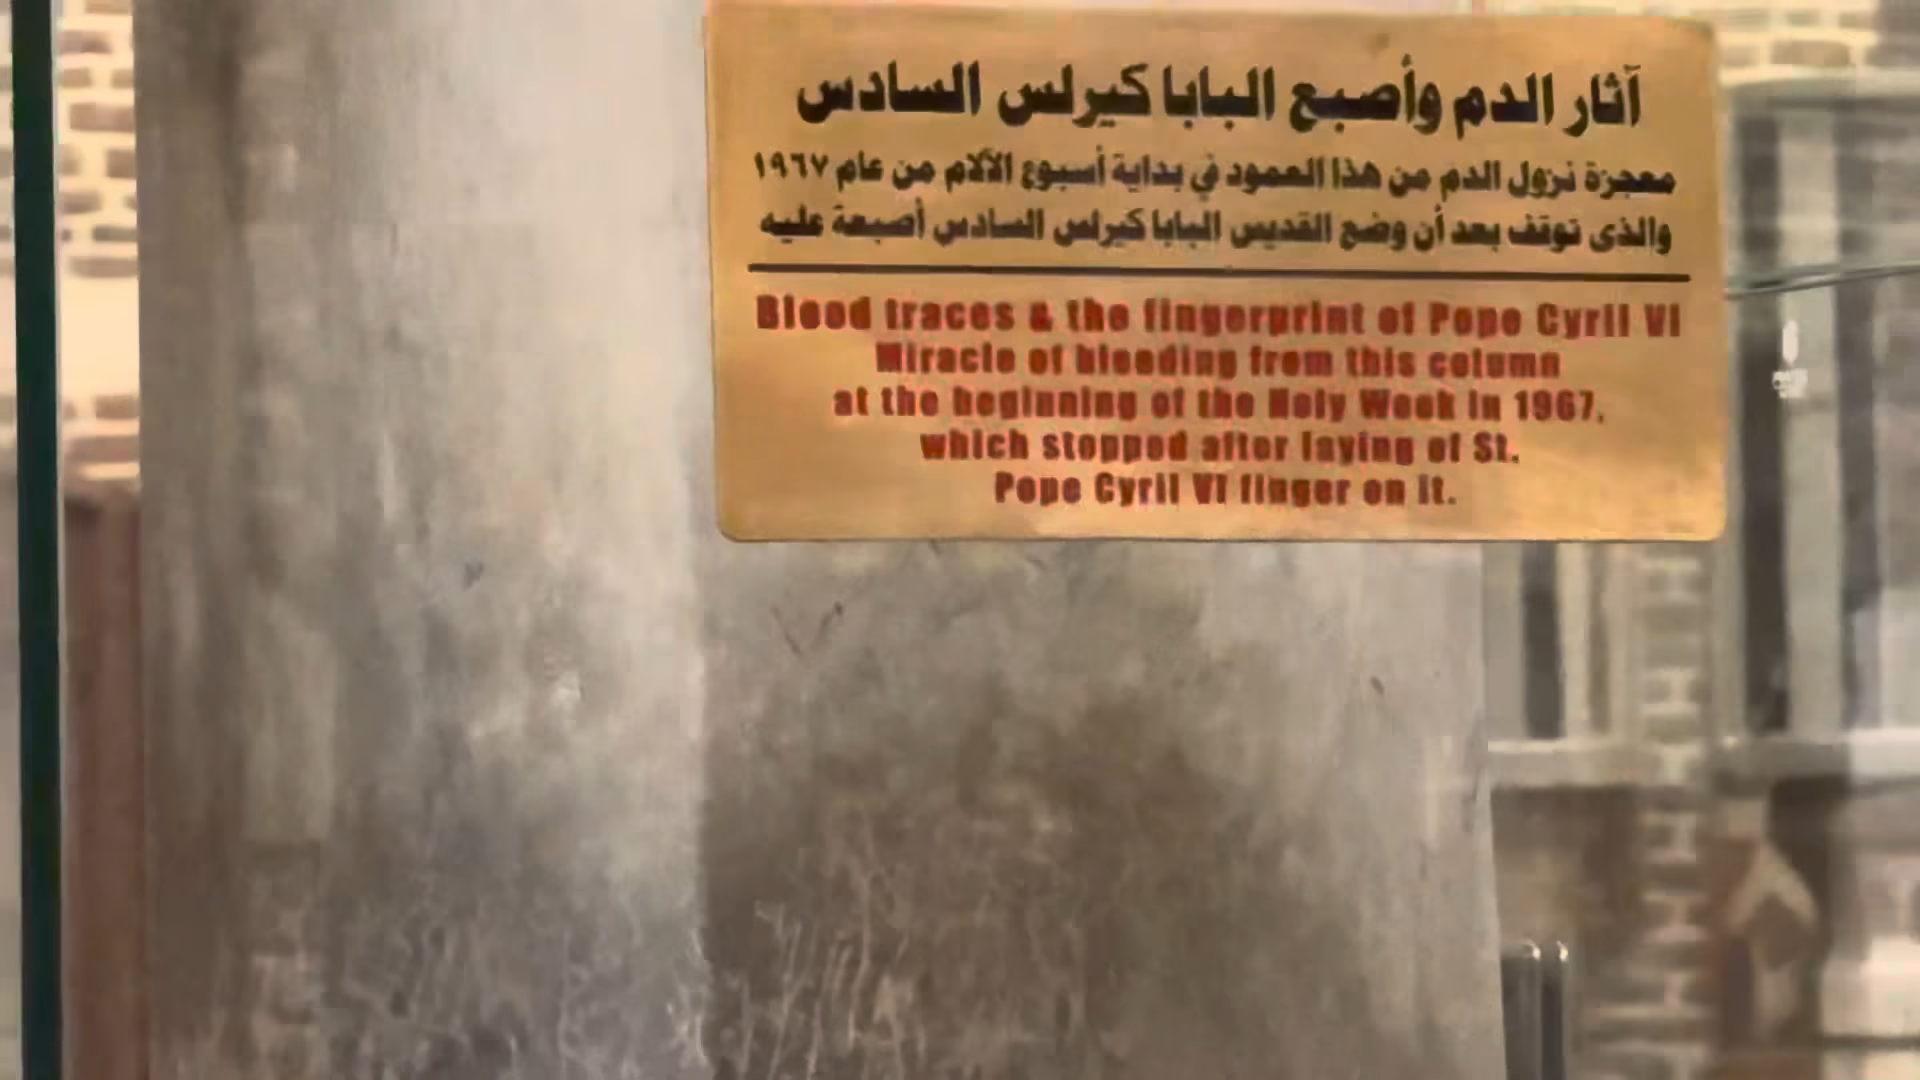 آثار الدم وأصبع البابا كيرلس السادس
معجزة نزول الدم من هذا العمود في بداية أسبوع الآلام من عام ١٩٦٧
والذى توقف بعد أن وضع القديس البابا كيرلس السادس أصبعة عليه
Blood traces & the fingerprint of Pope Cyril VI
Miracle of bleeding from this column
at the beginning of the Holy Week in 1967,
which stopped after laying of St.
Pope Cyril VI finger on it.